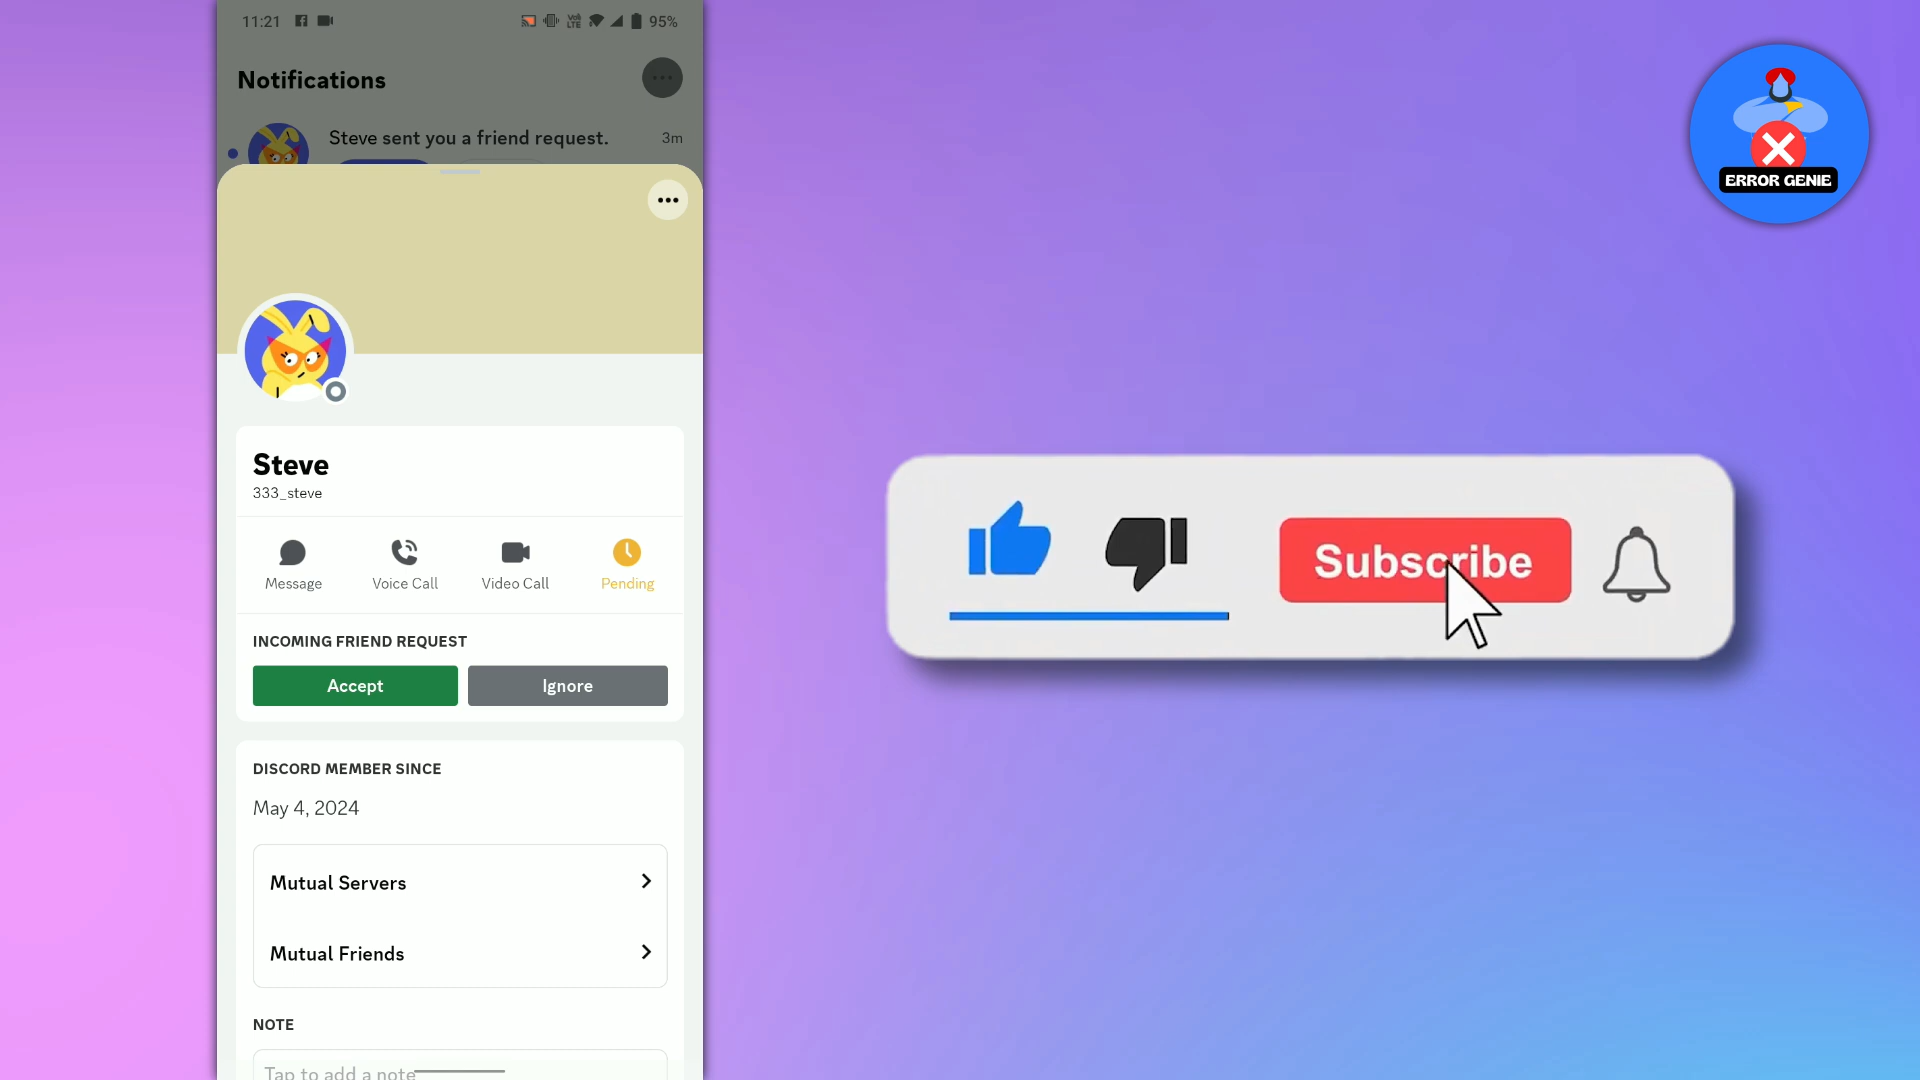 11:21
Vo)) LTE
95%
Notifications
Steve sent you a friend request.
3m
Steve
333_steve
Message
Voice Call
Video Call
Pending
INCOMING FRIEND REQUEST
Accept
Ignore
DISCORD MEMBER SINCE
May 4, 2024
Mutual Servers
Mutual Friends
NOTE
Tap to add a note
ERROR GENIE
Subscribe